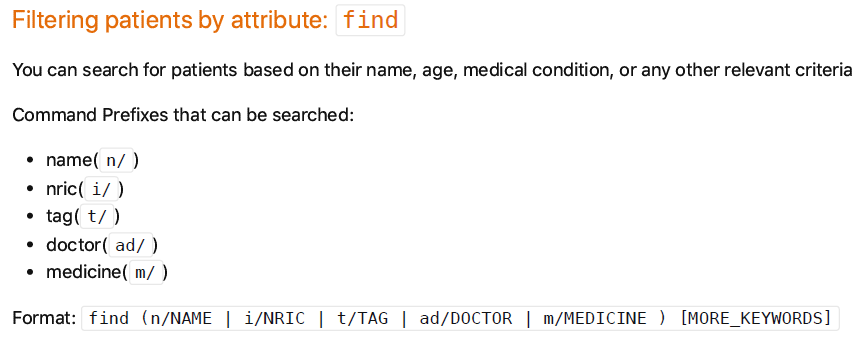 Filtering patients by attribute: find
You can search for patients based on their name, age, medical condition, or any other relevant criteria
Command Prefixes that can be searched:
• name( n/ )
• nric( i/ )
• tag( t/ )
• doctor( ad/ )
• medicine( m/ )
Format: find (n/NAME | i/NRIC | t/TAG | ad/DOCTOR | m/MEDICINE ) [MORE_KEYWORDS]